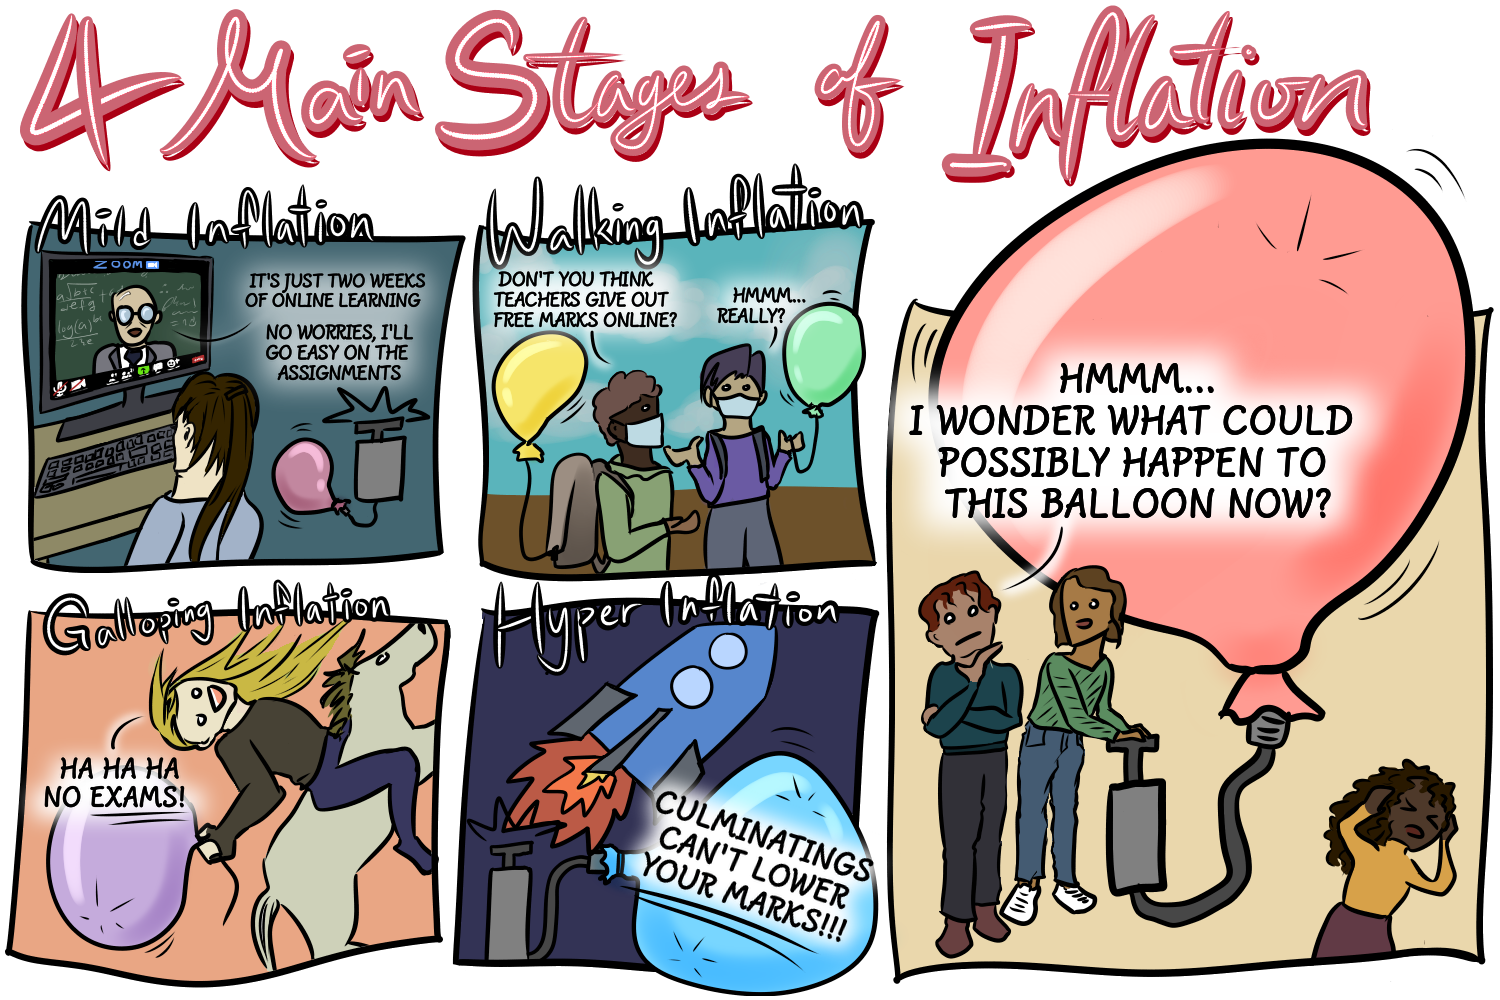 4 Main Stages of Inflation
Mild Inflation
ZOOM
IT'S JUST TWO WEEKS
OF ONLINE LEARNING
NO WORRIES, I'LL
GO EASY ON THE
ASSIGNMENTS
Walking Inflation
DON'T YOU THINK
TEACHERS GIVE OUT
FREE MARKS ONLINE?
HMMM...
REALLY?
Galloping Inflation
HA HA HA
NO EXAMS!
Hyper Inflation
CULMINATINGS
CAN'T LOWER
YOUR MARKS!!!
HMMM...
I WONDER WHAT COULD
POSSIBLY HAPPEN TO
THIS BALLOON NOW?